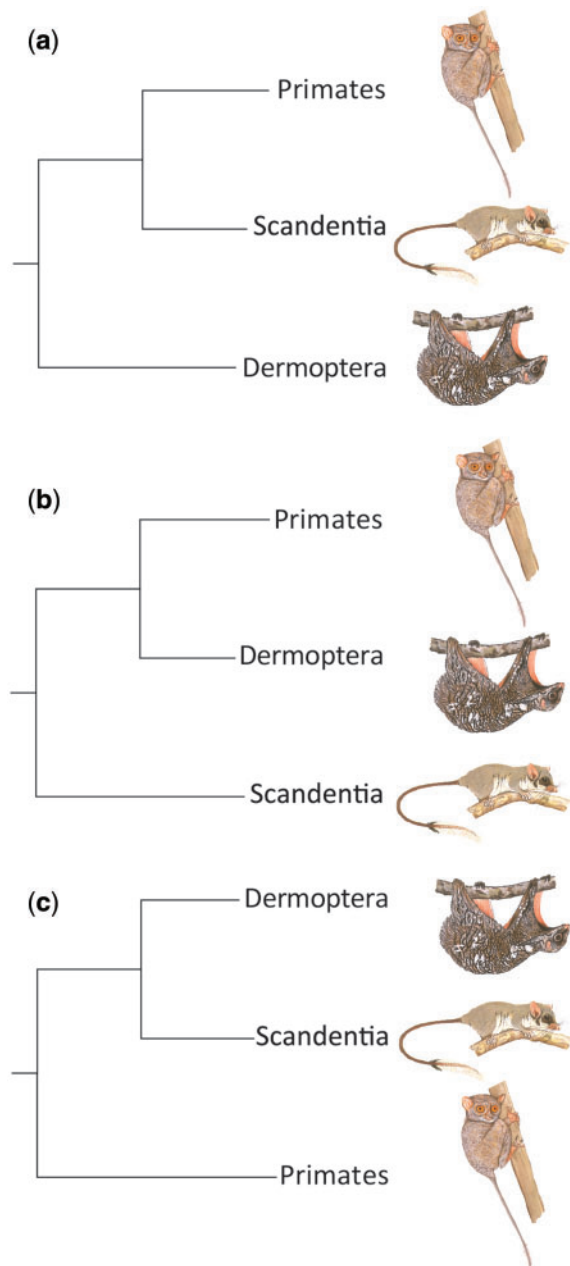 (a)
Primates
Scandentia
Dermoptera
(b)
Primates
Dermoptera
Scandentia
(c)
Dermoptera
Scandentia
Primates